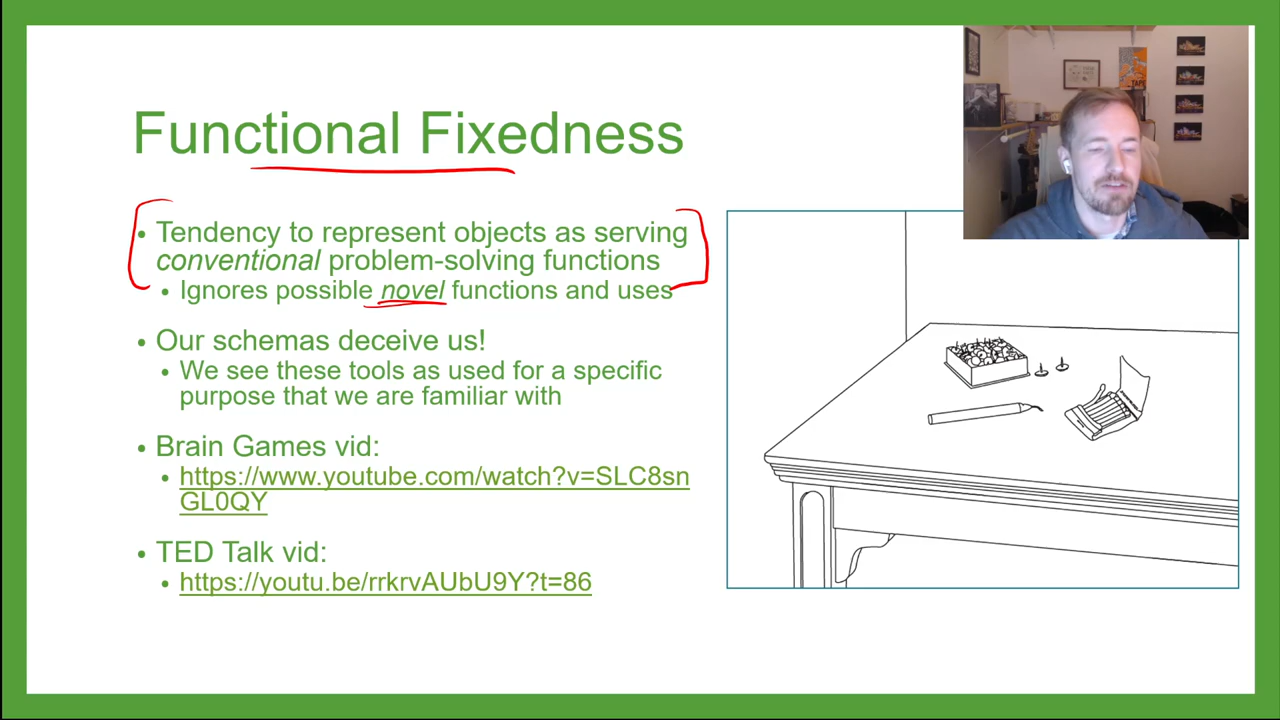 Functional Fixedness
• Tendency to represent objects as serving
conventional problem-solving functions
• Ignores possible novel functions and uses
• Our schemas deceive us!
• We see these tools as used for a specific
purpose that we are familiar with
• Brain Games vid:
• https://www.youtube.com/watch?v=SLC8sn
GL0QY
• TED Talk vid:
• https://youtu.be/rrkrvAUbU9Y?t=86